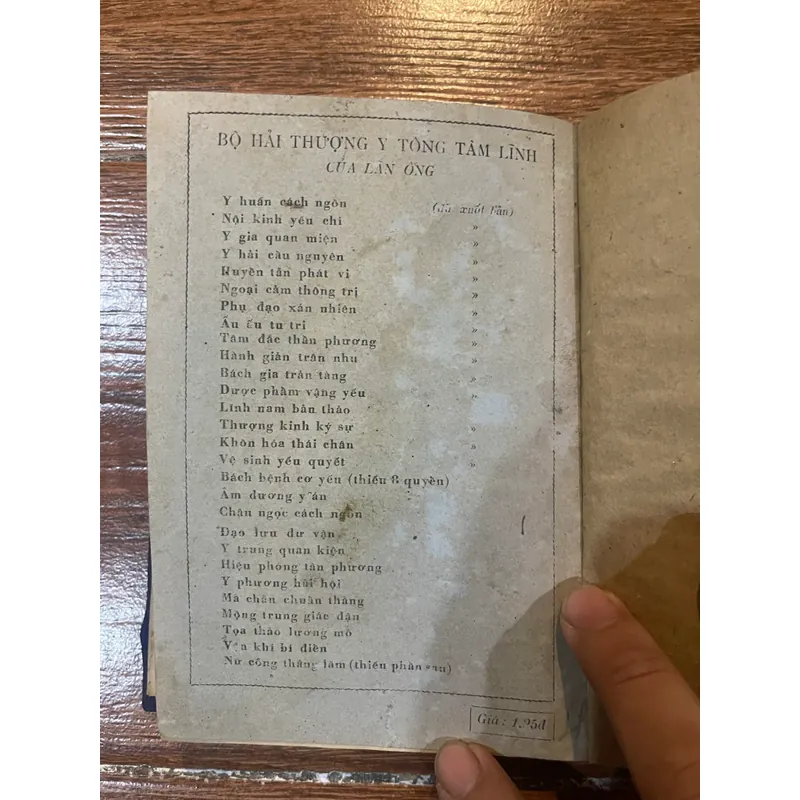 BỘ HẢI THƯỢNG Y TÔNG TÂM LĨNH
CỦA LÃN ÔNG
Y huấn cách ngôn (đã xuất bản)
Nội kinh yếu chỉ »
Y gia quan miện »
Y hải cầu nguyên »
Huyền tẫn phát vi »
Ngoại cảm thông trị »
Phụ đạo xán nhiên »
Ấu ấu tu tri »
Tâm đắc thần phương »
Hành giản trân nhu »
Bách gia trân tàng »
Dược phẩm vậng yếu »
Lĩnh nam bản thảo
Thượng kinh ký sự »
Khôn hóa thái chân »
Vệ sinh yếu quyết »
Bách bệnh cơ yếu (thiếu 8 quyển)
Âm dương y án
Châu ngọc cách ngôn
Đạo lưu dư vận
Y trung quan kiện
Hiệu phỏng tân phương
Y phương hải hội
Ma chẩn chuẩn thằng
Mộng trung giác đậu
Tọa thảo lương mô
Vận khí bí điển
Nữ công thắng lãm (thiếu phần sau)
Giá : 1,25đ